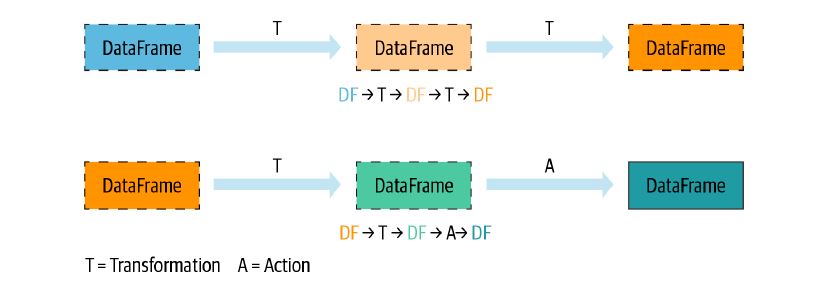 T T
DataFrame DataFrame DataFrame
DF → T → DF → T → DF
T A
DataFrame DataFrame DataFrame
DF → T → DF → A → DF
T = Transformation A = Action